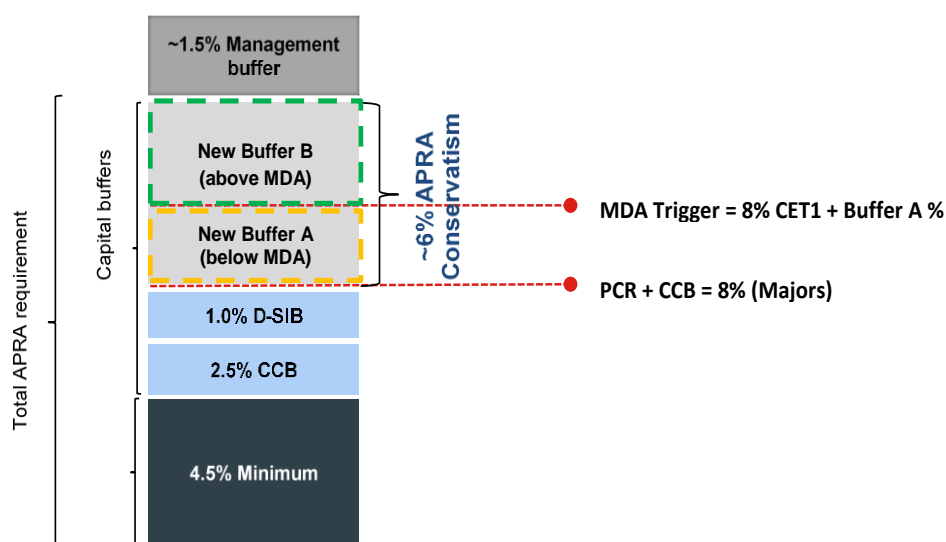 ~1.5% Management
buffer
New Buffer B
(above MDA)
New Buffer A
(below MDA)
1.0% D-SIB
2.5% CCB
4.5% Minimum
Total APRA requirement
Capital buffers
~6% APRA
Conservatism
MDA Trigger = 8% CET1 + Buffer A %
PCR + CCB = 8% (Majors)